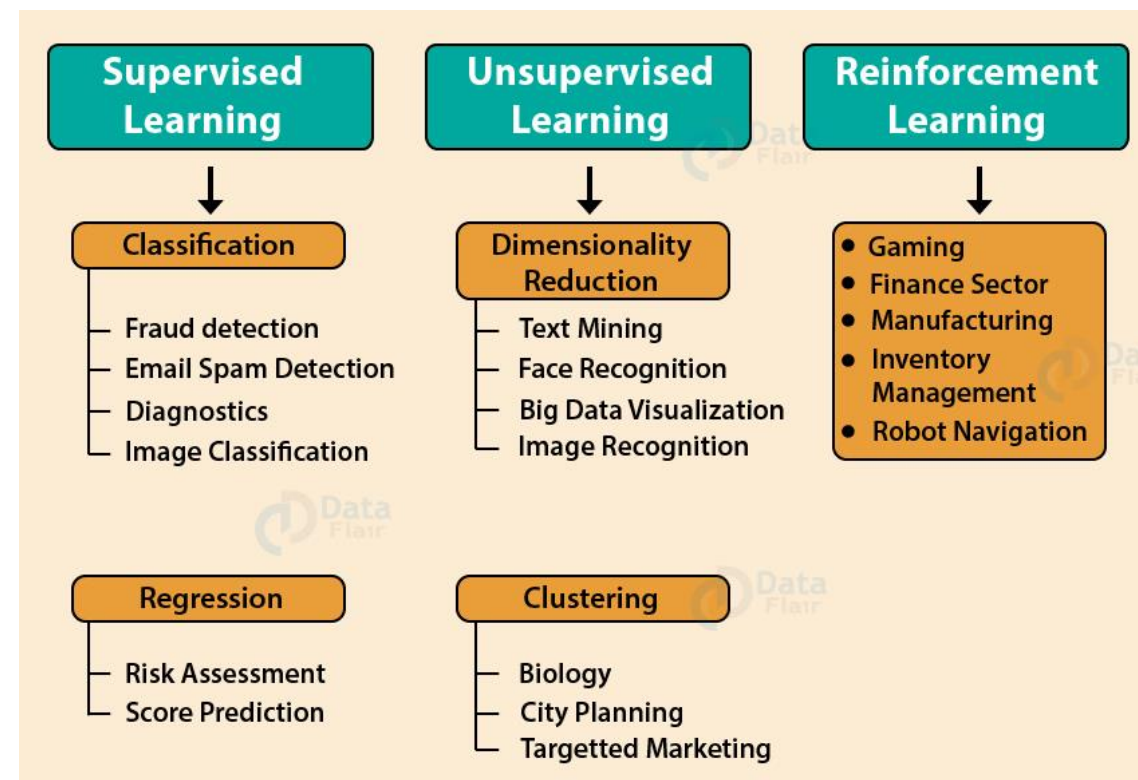 Supervised
Learning
Unsupervised
Learning
Reinforcement
Learning
Classification
Fraud detection
Email Spam Detection
Diagnostics
Image Classification
Regression
Risk Assessment
Score Prediction
Dimensionality
Reduction
Text Mining
Face Recognition
Big Data Visualization
Image Recognition
Clustering
Biology
City Planning
Targetted Marketing
Gaming
Finance Sector
Manufacturing
Inventory
Management
Robot Navigation
Data
Flair
Data
Flair
Data
Flair
Da
Fl